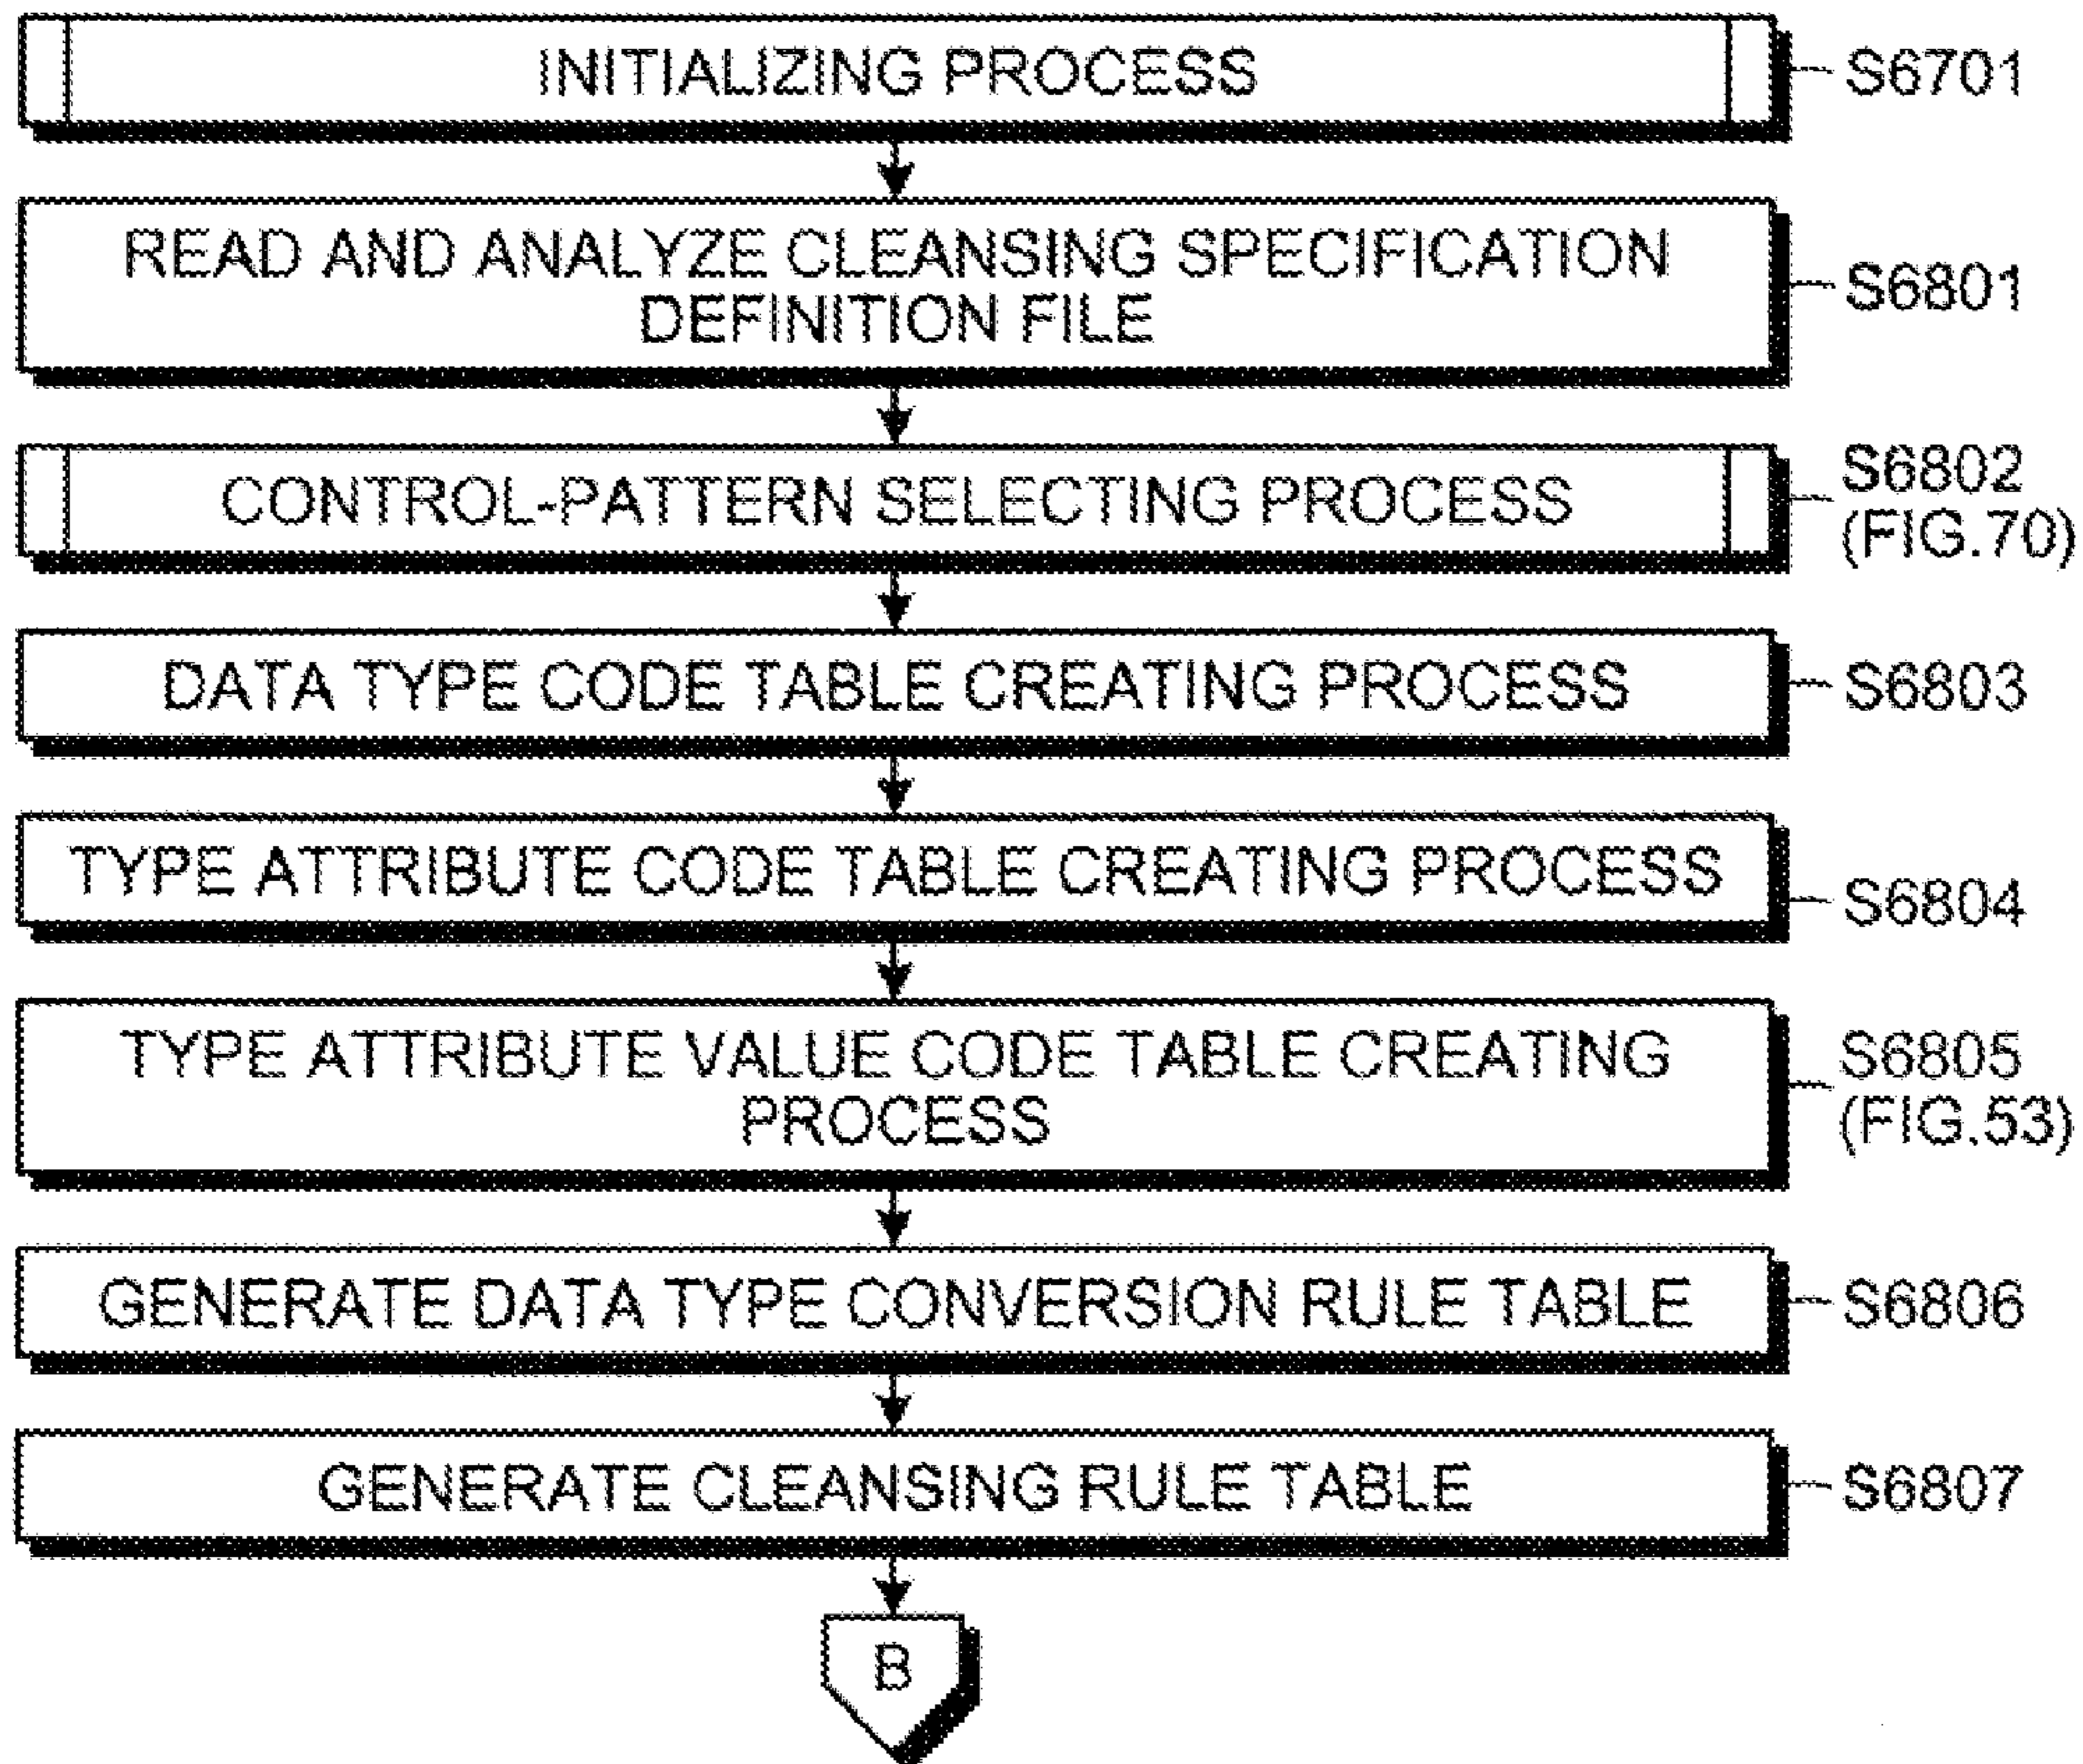 INITIALIZING PROCESS
S6701
READ AND ANALYZE CLEANSING SPECIFICATION
DEFINITION FILE
S6801
CONTROL-PATTERN SELECTING PROCESS
S6802
(FIG.70)
DATA TYPE CODE TABLE CREATING PROCESS
S6803
TYPE ATTRIBUTE CODE TABLE CREATING PROCESS
S6804
TYPE ATTRIBUTE VALUE CODE TABLE CREATING
PROCESS
S6805
(FIG.53)
GENERATE DATA TYPE CONVERSION RULE TABLE
S6806
GENERATE CLEANSING RULE TABLE
S6807
B